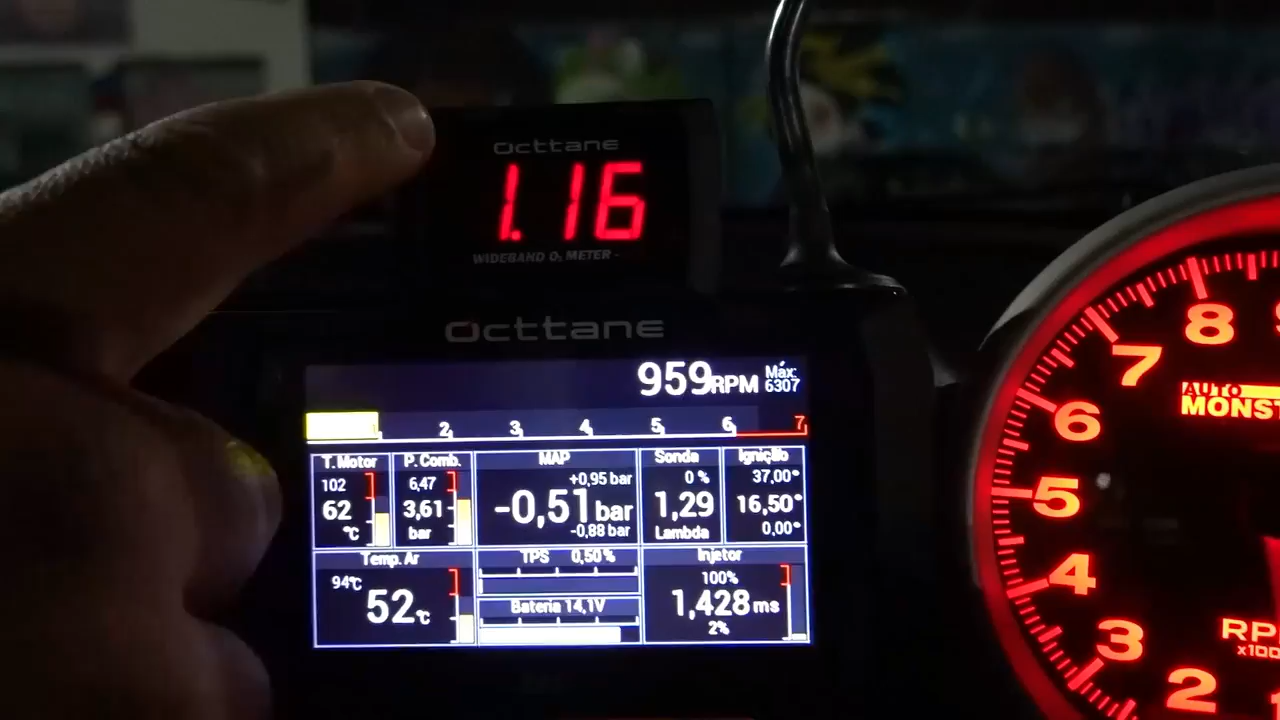 Octtane
1.16
WIDEBAND O₂ METER -
Octtane
959RPM
Máx:
6307
2 3 4 5 6 7
T. Motor
102
62
°C
P. Comb.
6,47
3,61
bar
MAP
+0,95 bar
-0,51bar
-0,88 bar
Sonda
0 %
1,29
Lambda
37,00°
16,50°
0,00°
Temp. Ar
94°C
52°C
TPS 0,50%
Bateria 14,1V
Injetor
100%
1,428 ms
2%
8
7
6
5
4
3
2
AUTO
MONST
RP
x100